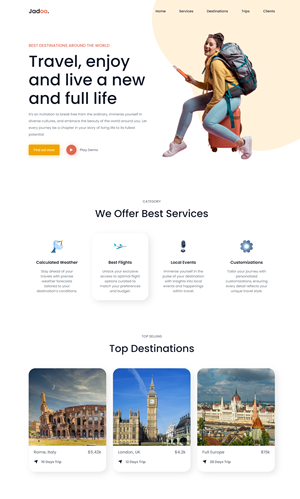 Jadoo.
Home
Services
Destinations
Trips
Clients
BEST DESTINATIONS AROUND THE WORLD
Travel, enjoy
and live a new
and full life
It's an invitation to break free from the ordinary, immerse yourself in
diverse cultures, and embrace the beauty of the world around you. Let
every journey be a chapter in your story of living life to its fullest
potential.
Find out more
Play Demo
CATEGORY
We Offer Best Services
Calculated Weather
Stay ahead of your
travels with precise
weather forecasts
tailored to your
destination's conditions.
Best Flights
Unlock your exclusive
access to optimal flight
options curated to
match your preferences
and budget.
Local Events
Immerse yourself in the
pulse of your destination
with insights into local
events and happenings
within travel.
Customizations
Tailor your journey with
personalized
customizations, ensuring
every detail reflects your
unique travel style.
TOP SELLING
Top Destinations
Rome, Italy
$5.42k
London, UK
$4.2k
12 Days Trip
Full Europe
$15k
28 Days Trip